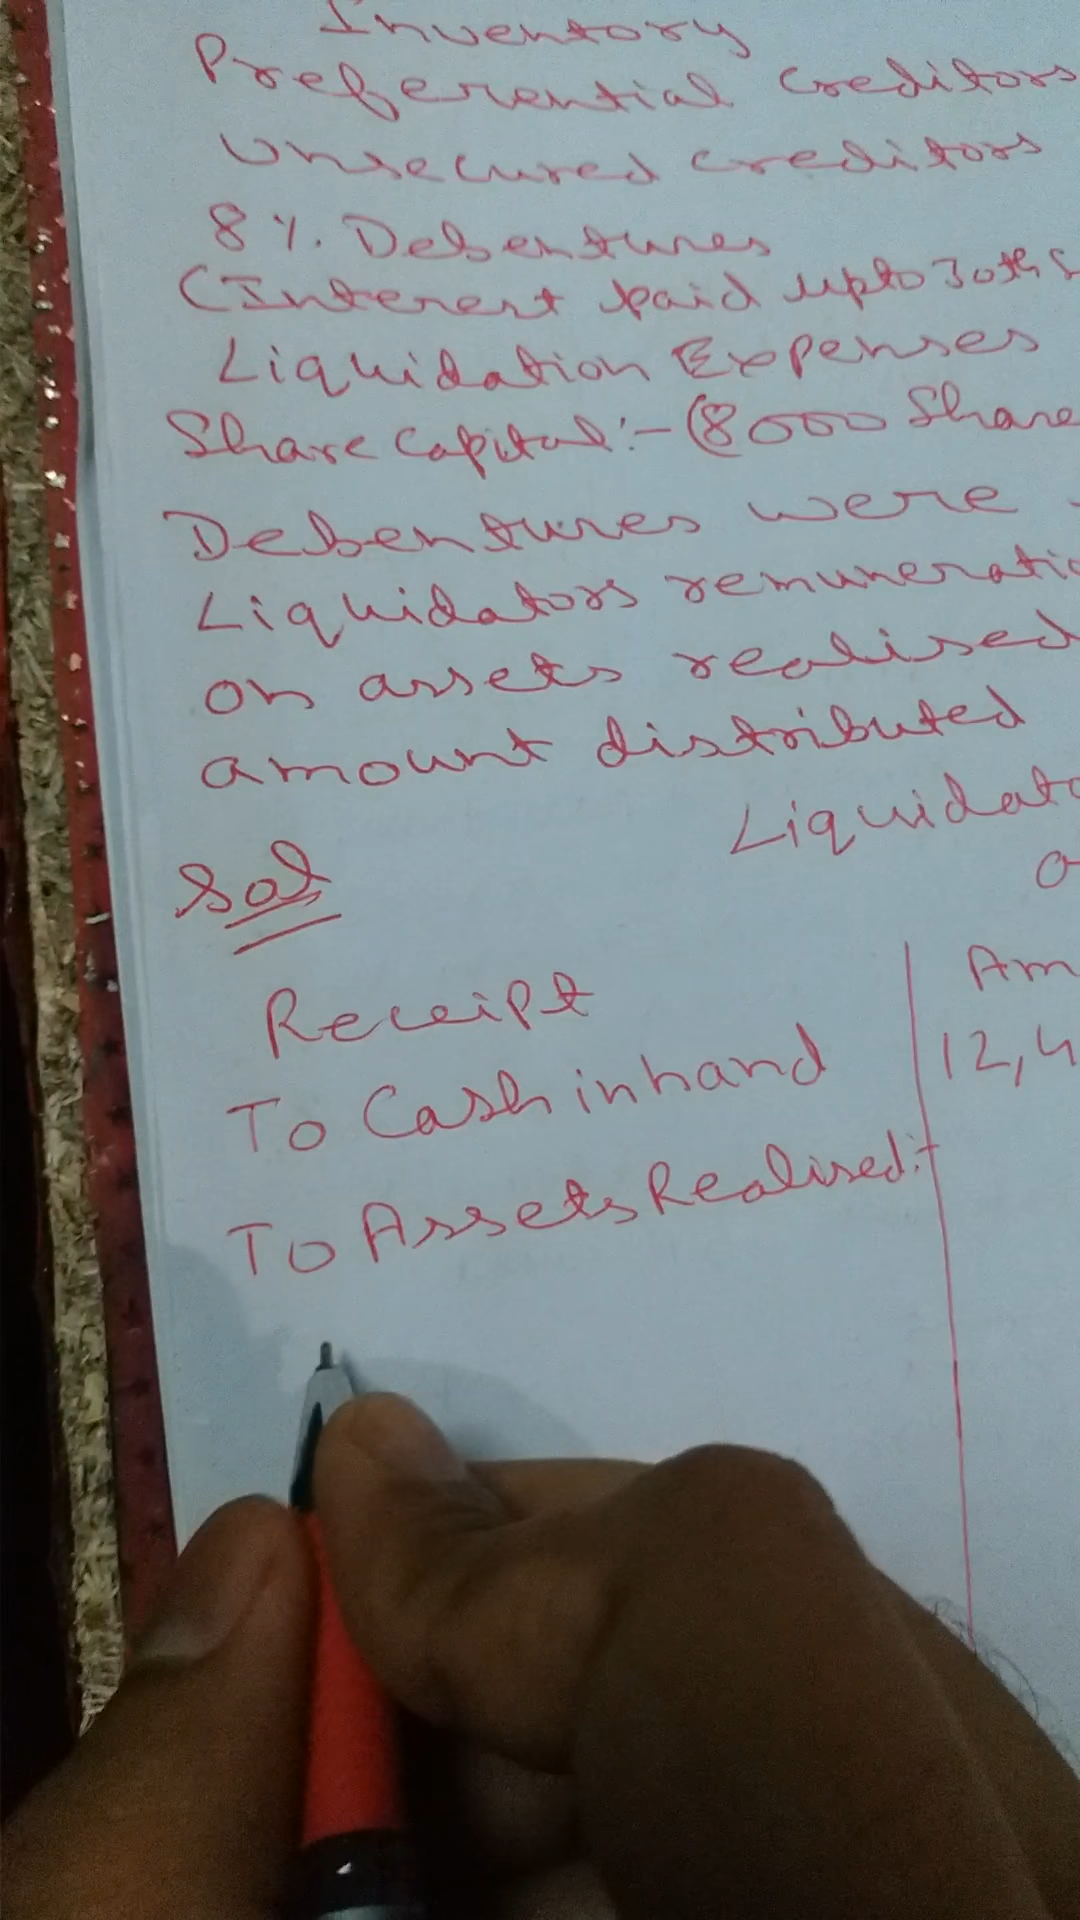 Inventory
Preferential creditors
unsecured creditors
8 %. Debentures
(Interest paid upto 30th S
Liquidation Expenses
Share Capital:- (8000 Share
Debentures were
Liquidators remuneratio
on assets realised
amount distributed
Liquidato
o
Sol
Receipt Am
To Cash in hand 12,4
To Assets Realised:-